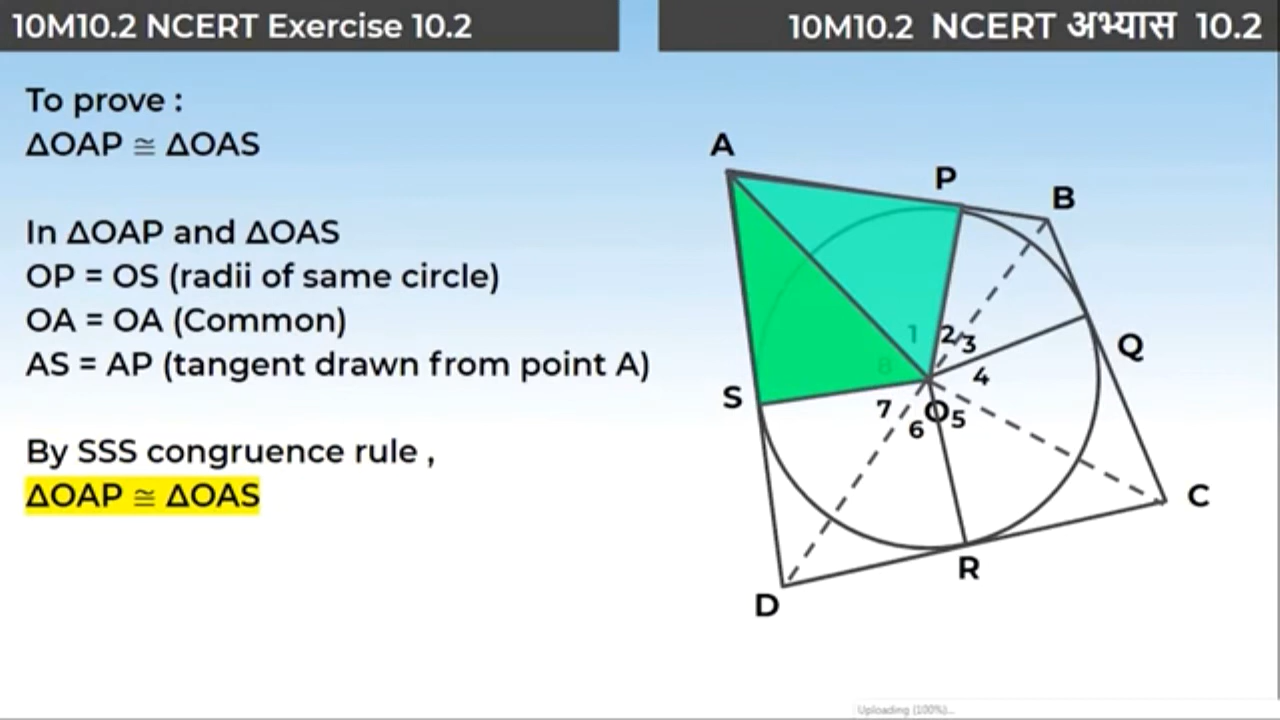 10M10.2 NCERT Exercise 10.2
10M10.2 NCERT अभ्यास 10.2
To prove :
ΔOAP ≅ ΔOAS
In ΔOAP and ΔOAS
OP = OS (radii of same circle)
OA = OA (Common)
AS = AP (tangent drawn from point A)
By SSS congruence rule ,
ΔOAP ≅ ΔOAS
A
P
B
1 2 3
Q
8 4
S
7 O 5
6
C
R
D
Uploading (100%)...